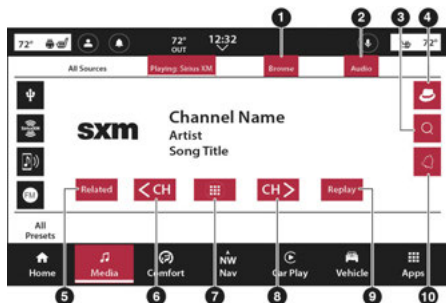 1 2 3 4
72° 72° OUT 12:32 72°
All Sources Playing: Sirius XM Browse Audio
SiriusXM
sxm
Channel Name
Artist
Song Title
FM
Related < CH CH > Replay
All Presets
Home Media Comfort NW Nav Car Play Vehicle Apps
5 6 7 8 9 10